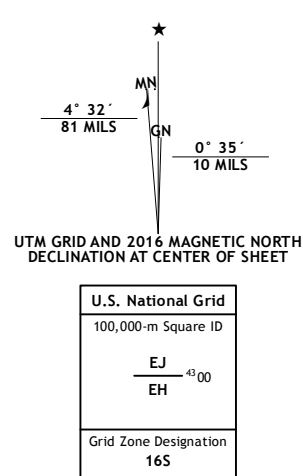 MN
4° 32´
81 MILS
GN
0° 35´
10 MILS
UTM GRID AND 2016 MAGNETIC NORTH
DECLINATION AT CENTER OF SHEET
U.S. National Grid
100,000-m Square ID
EJ
4300
EH
Grid Zone Designation
16S